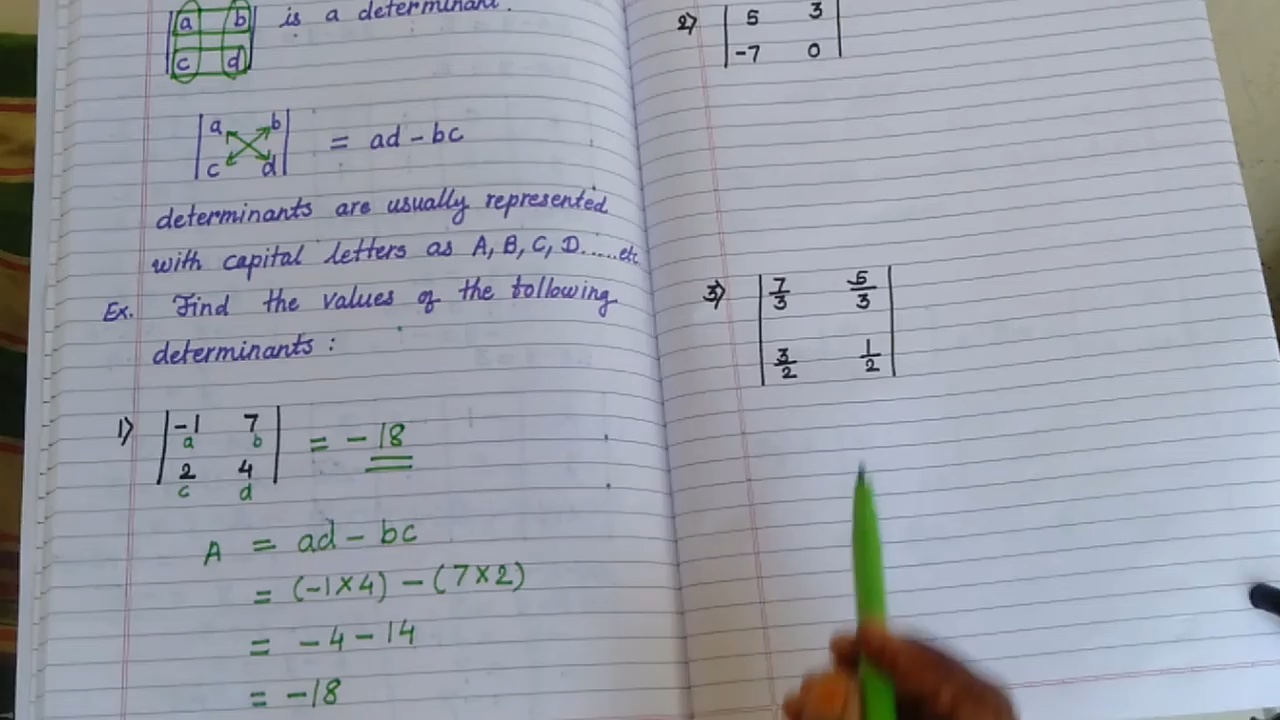 |a b| is a determinant.
|c d|
|a b| = ad - bc
|c d|
determinants are usually represented
with capital letters as A, B, C, D.....etc
Ex. Find the values of the following
determinants :
1) |-1 7| = -18
a b
|2 4|
c d
A = ad - bc
= (-1×4) - (7×2)
= -4 - 14
= -18
2) |5 3|
|-7 0|
3) |7/3 5/3|
|3/2 1/2|